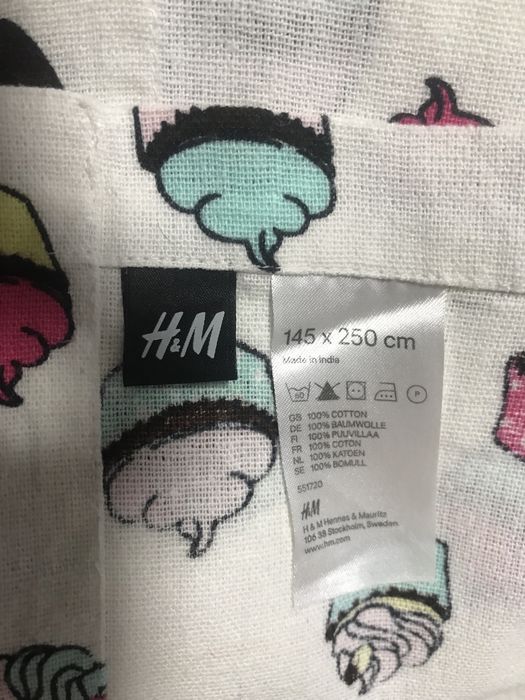 H&M
145 x 250 cm
Made in India
60
P
GB 100% COTTON
DE 100% BAUMWOLLE
FI 100% PUUVILLAA
FR 100% COTON
NL 100% KATOEN
SE 100% BOMULL
551720
H&M
H & M Hennes & Mauritz
106 38 Stockholm, Sweden
www.hm.com